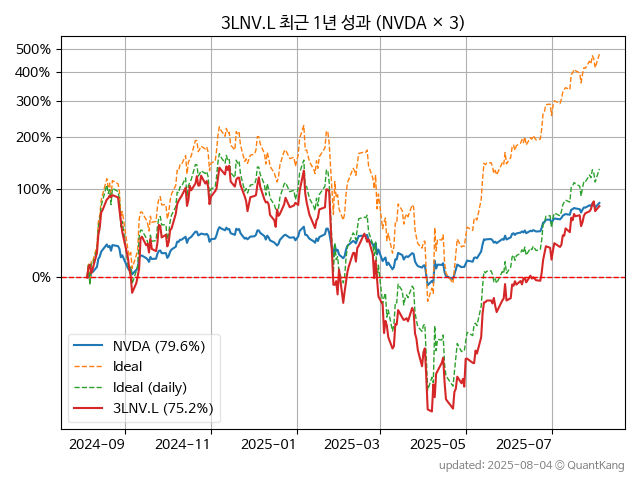 3LNV.L 최근 1년 성과 (NVDA × 3)
500%
400%
300%
200%
100%
0%
NVDA (79.6%)
Ideal
Ideal (daily)
3LNV.L (75.2%)
2024−09 2024−11 2025−01 2025−03 2025−05 2025−07
updated: 2025-08-04 © QuantKang